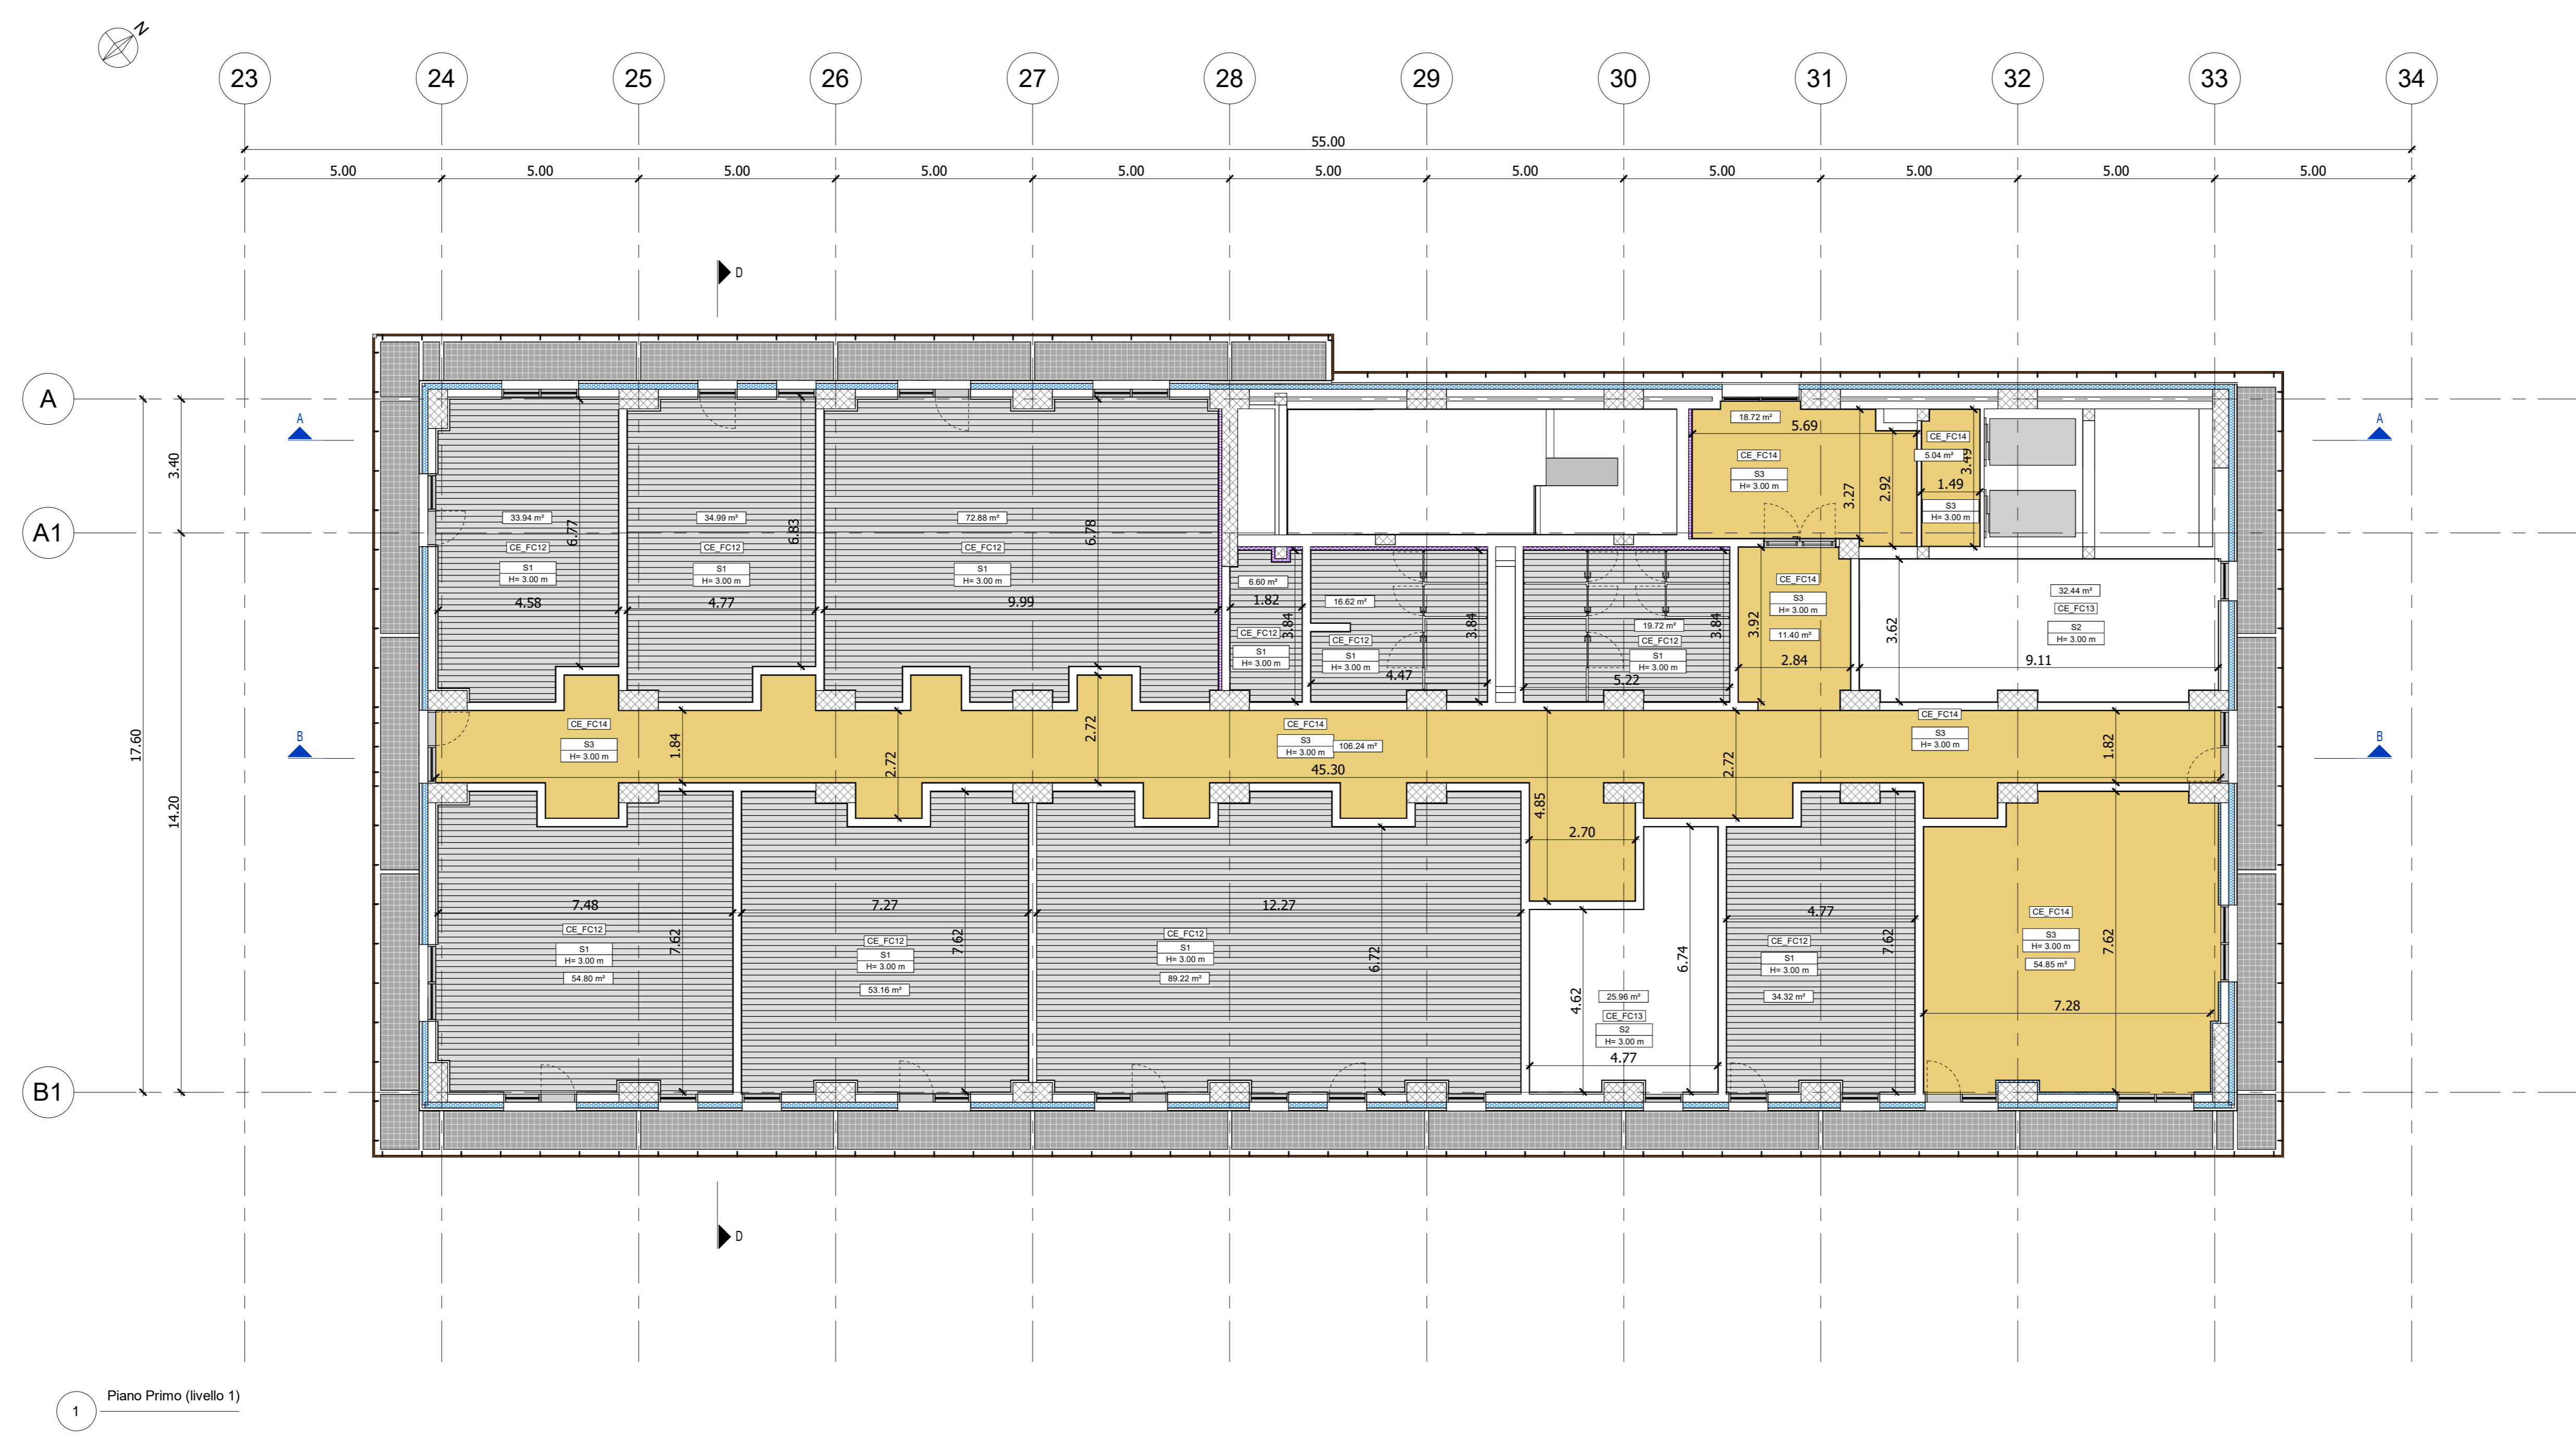 N
23 24 25 26 27 28 29 30 31 32 33 34
55.00
5.00 5.00 5.00 5.00 5.00 5.00 5.00 5.00 5.00 5.00 5.00
D
A
A A
18.72 m²
5.69
CE_FC14
CE_FC14
5.04 m²
3.49
3.40
S3
H= 3.00 m
1.49
3.27
2.92
S3
H= 3.00 m
A1
33.94 m²
6.77
34.99 m²
6.83
72.88 m²
6.78
CE_FC12
CE_FC12
CE_FC12
S1
H= 3.00 m
S1
H= 3.00 m
S1
H= 3.00 m
4.58
4.77
9.99
6.60 m²
1.82
3.84
CE_FC12
S1
H= 3.00 m
16.62 m²
3.84
CE_FC12
S1
H= 3.00 m
4.47
19.72 m²
3.84
CE_FC12
S1
H= 3.00 m
5.22
CE_FC14
S3
H= 3.00 m
3.92
11.40 m²
2.84
32.44 m²
CE_FC13
S2
H= 3.00 m
3.62
9.11
17.60
B B
CE_FC14
S3
H= 3.00 m
1.84
2.72
2.72
CE_FC14
S3
H= 3.00 m
106.24 m²
45.30
2.72
CE_FC14
S3
H= 3.00 m
1.82
14.20
4.85
2.70
7.48
CE_FC12
S1
H= 3.00 m
54.80 m²
7.62
7.27
CE_FC12
S1
H= 3.00 m
53.16 m²
7.62
12.27
CE_FC12
S1
H= 3.00 m
89.22 m²
6.72
4.62
6.74
25.96 m²
CE_FC13
S2
H= 3.00 m
4.77
4.77
CE_FC12
S1
H= 3.00 m
34.32 m²
7.62
CE_FC14
S3
H= 3.00 m
54.85 m²
7.62
7.28
B1
D
1 Piano Primo (livello 1)